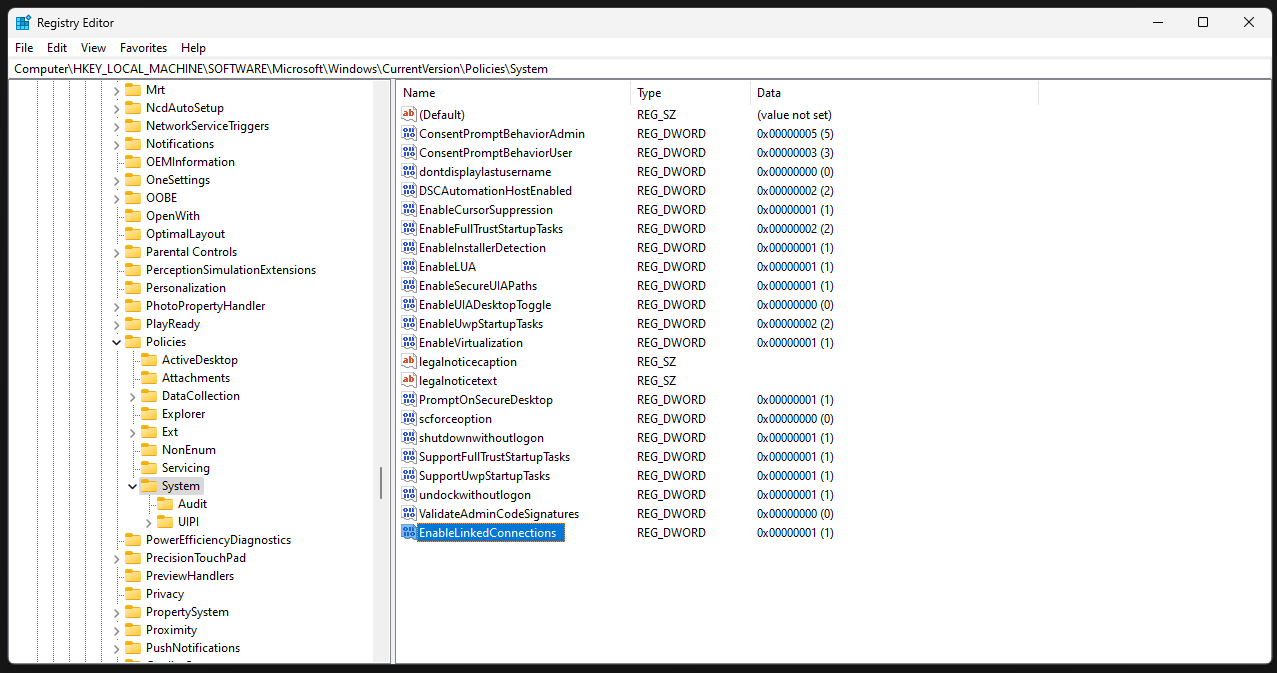 Registry Editor
File Edit View Favorites Help
Computer\HKEY_LOCAL_MACHINE\SOFTWARE\Microsoft\Windows\CurrentVersion\Policies\System
Mrt
NcdAutoSetup
NetworkServiceTriggers
Notifications
OEMInformation
OneSettings
OOBE
OpenWith
OptimalLayout
Parental Controls
PerceptionSimulationExtensions
Personalization
PhotoPropertyHandler
PlayReady
Policies
ActiveDesktop
Attachments
DataCollection
Explorer
Ext
NonEnum
Servicing
System
Audit
UIPI
PowerEfficiencyDiagnostics
PrecisionTouchPad
PreviewHandlers
Privacy
PropertySystem
Proximity
PushNotifications
Name Type Data
(Default) REG_SZ (value not set)
ConsentPromptBehaviorAdmin REG_DWORD 0x00000005 (5)
ConsentPromptBehaviorUser REG_DWORD 0x00000003 (3)
dontdisplaylastusername REG_DWORD 0x00000000 (0)
DSCAutomationHostEnabled REG_DWORD 0x00000002 (2)
EnableCursorSuppression REG_DWORD 0x00000001 (1)
EnableFullTrustStartupTasks REG_DWORD 0x00000002 (2)
EnableInstallerDetection REG_DWORD 0x00000001 (1)
EnableLUA REG_DWORD 0x00000001 (1)
EnableSecureUIAPaths REG_DWORD 0x00000001 (1)
EnableUIADesktopToggle REG_DWORD 0x00000000 (0)
EnableUwpStartupTasks REG_DWORD 0x00000002 (2)
EnableVirtualization REG_DWORD 0x00000001 (1)
legalnoticecaption REG_SZ
legalnoticetext REG_SZ
PromptOnSecureDesktop REG_DWORD 0x00000001 (1)
scforceoption REG_DWORD 0x00000000 (0)
shutdownwithoutlogon REG_DWORD 0x00000001 (1)
SupportFullTrustStartupTasks REG_DWORD 0x00000001 (1)
SupportUwpStartupTasks REG_DWORD 0x00000001 (1)
undockwithoutlogon REG_DWORD 0x00000001 (1)
ValidateAdminCodeSignatures REG_DWORD 0x00000000 (0)
EnableLinkedConnections REG_DWORD 0x00000001 (1)